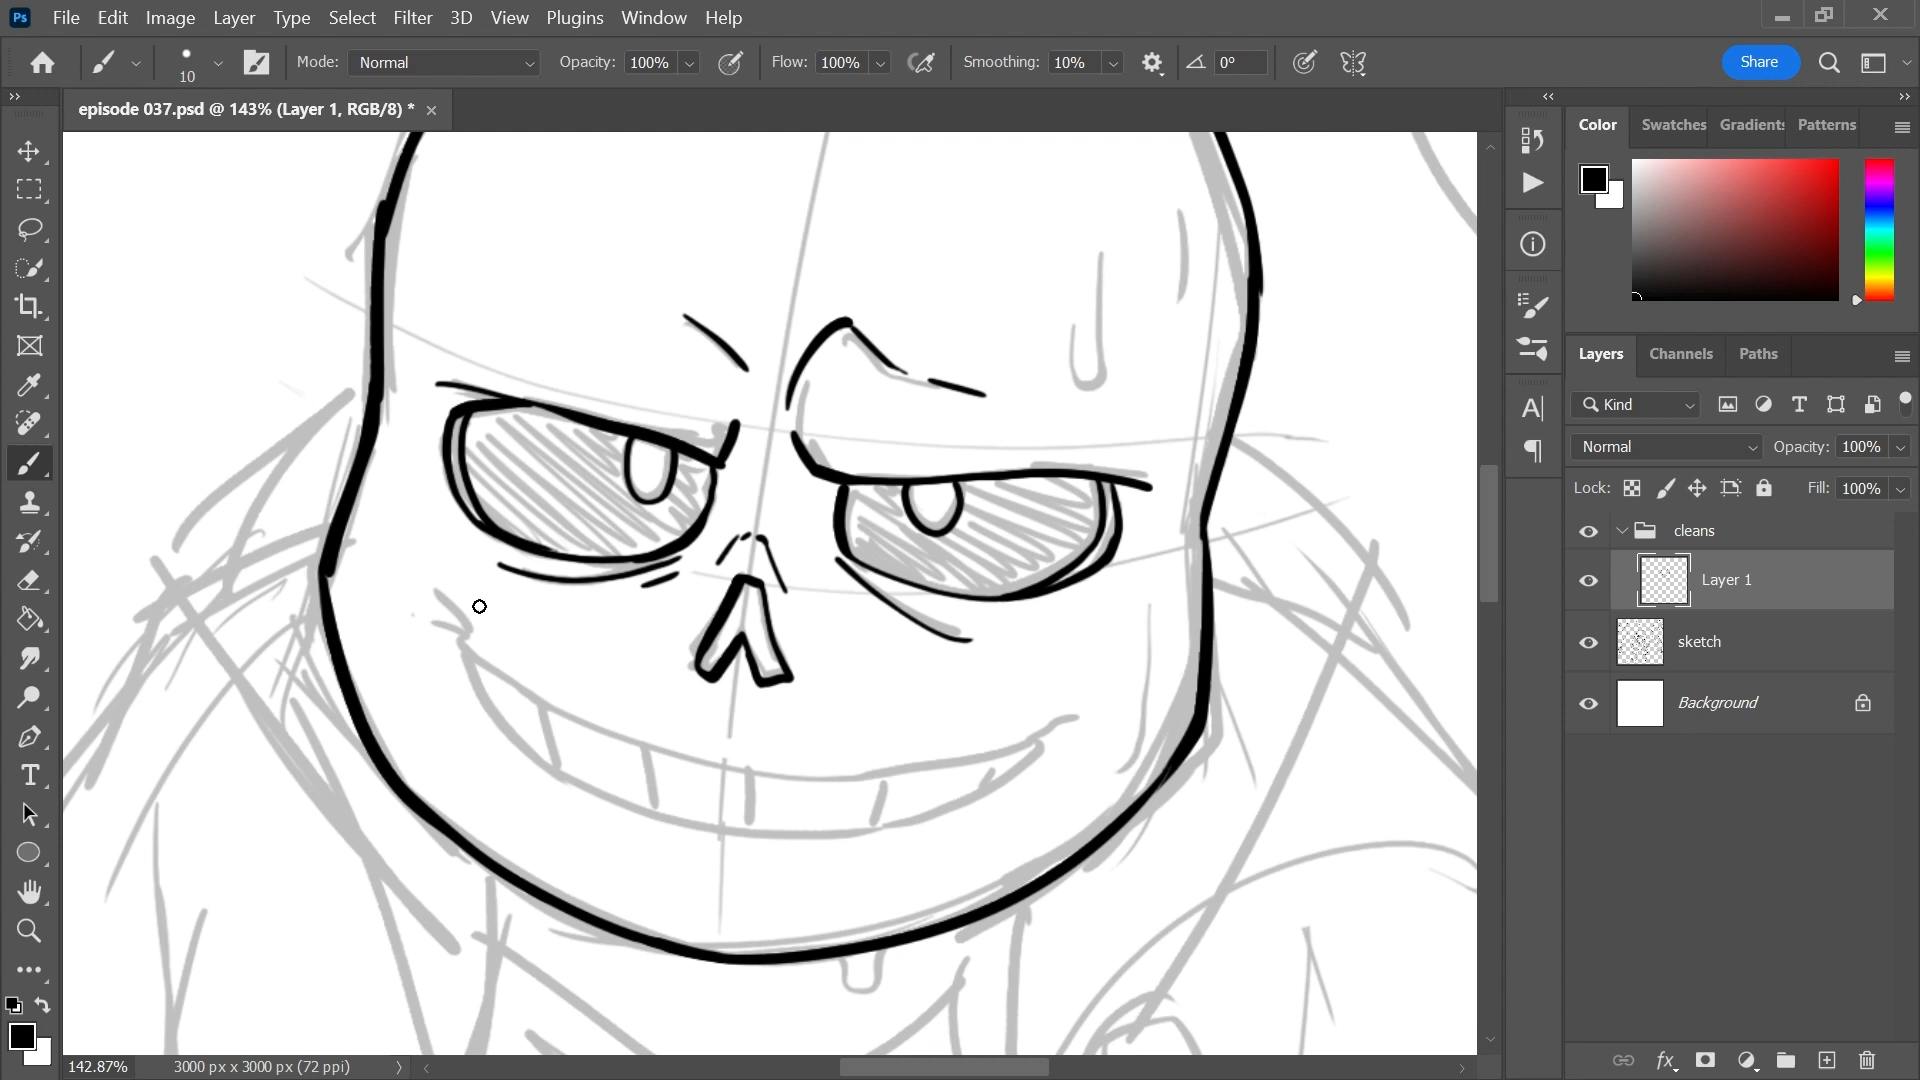 Ps File Edit Image Layer Type Select Filter 3D View Plugins Window Help
10 Mode: Normal Opacity: 100% Flow: 100% Smoothing: 10% 0° Share
episode 037.psd @ 143% (Layer 1, RGB/8) *
Color Swatches Gradients Patterns
Layers Channels Paths
Kind
Normal Opacity: 100%
Lock: Fill: 100%
cleans
Layer 1
sketch
Background
142.87% 3000 px x 3000 px (72 ppi)